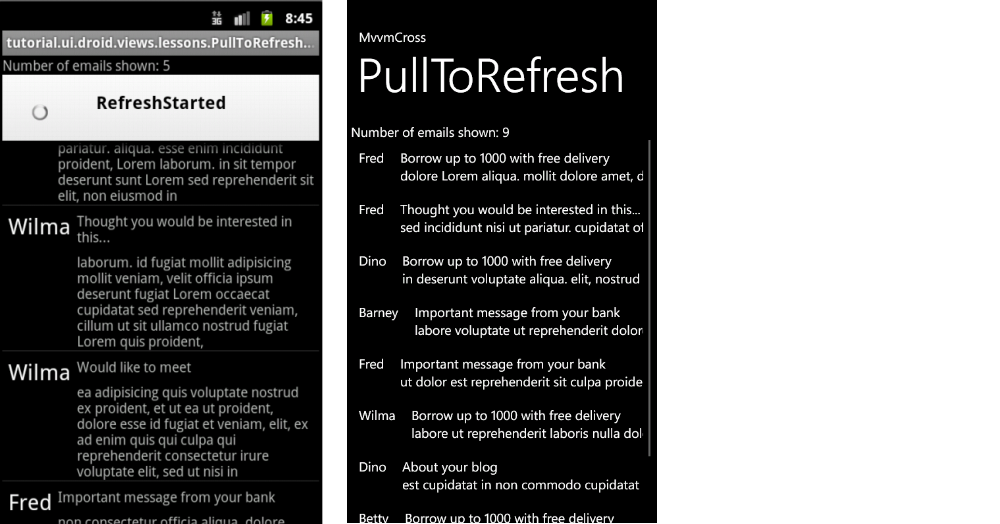 3G
8:45
tutorial.ui.droid.views.lessons.PullToRefresh...
Number of emails shown: 5
RefreshStarted
pariatur. aliqua. esse enim incididunt
proident, Lorem laborum. in sit tempor
deserunt sunt Lorem sed reprehenderit sit
elit, non eiusmod in
Wilma
Thought you would be interested in
this...
laborum. id fugiat mollit adipisicing
mollit veniam, velit officia ipsum
deserunt fugiat Lorem occaecat
cupidatat sed reprehenderit veniam,
cillum ut sit ullamco nostrud fugiat
Lorem quis proident,
Wilma
Would like to meet
ea adipisicing quis voluptate nostrud
ex proident, et ut ea ut proident,
dolore esse id fugiat et veniam, elit, ex
ad enim quis qui culpa qui
reprehenderit consectetur irure
voluptate elit, sed ut nisi in
Fred
Important message from your bank
non consectetur officia aliqua. dolore
MvvmCross
PullToRefresh
Number of emails shown: 9
Fred
Borrow up to 1000 with free delivery
dolore Lorem aliqua. mollit dolore amet, d
Fred
Thought you would be interested in this...
sed incididunt nisi ut pariatur. cupidatat of
Dino
Borrow up to 1000 with free delivery
in deserunt voluptate aliqua. elit, nostrud
Barney
Important message from your bank
labore voluptate ut reprehenderit dolor
Fred
Important message from your bank
ut dolor est reprehenderit sit culpa proide
Wilma
Borrow up to 1000 with free delivery
labore ut reprehenderit laboris nulla dol
Dino
About your blog
est cupidatat in non commodo cupidatat
Betty
Borrow up to 1000 with free delivery